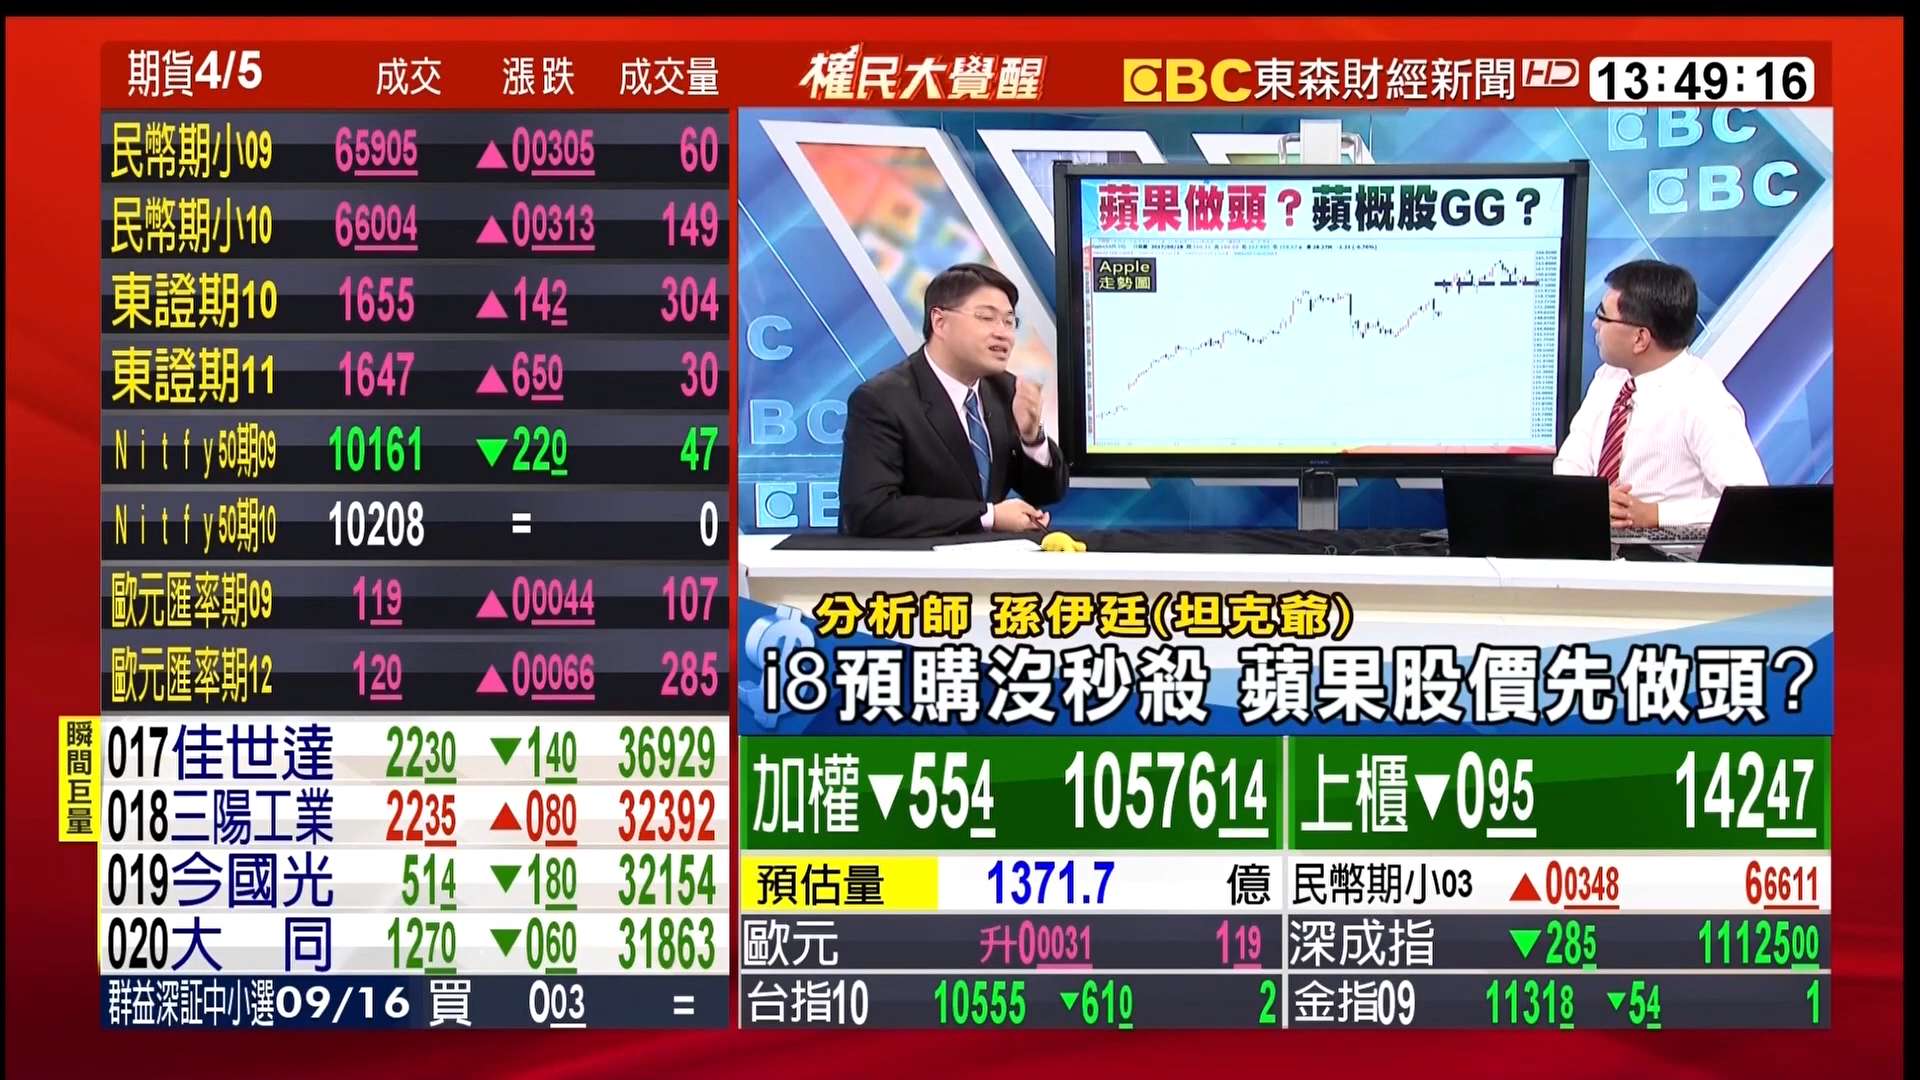 期貨4/5 成交 漲跌 成交量
權民大覺醒
EBC東森財經新聞HD
13:49:16
民幣期小09 65905 ▲00305 60
民幣期小10 66004 ▲00313 149
東證期10 1655 ▲142 304
東證期11 1647 ▲650 30
Nitfy50期09 10161 ▼220 47
Nitfy50期10 10208 = 0
歐元匯率期09 119 ▲00044 107
歐元匯率期12 120 ▲00066 285
瞬間巨量
017佳世達 2230 ▼140 36929
018三陽工業 2235 ▲080 32392
019今國光 514 ▼180 32154
020大同 1270 ▼060 31863
群益深証中小選09/16 買 003 =
EBC
EBC
蘋果做頭？蘋概股GG？
Apple
走勢圖
C
BC
EB
分析師 孫伊廷(坦克爺)
i8預購沒秒殺 蘋果股價先做頭?
加權▼554 1057614
上櫃▼095 14247
預估量 1371.7 億
民幣期小03 ▲00348 66611
歐元 升00031 119
深成指 ▼285 1112500
台指10 10555 ▼610 2
金指09 11318 ▼54 1